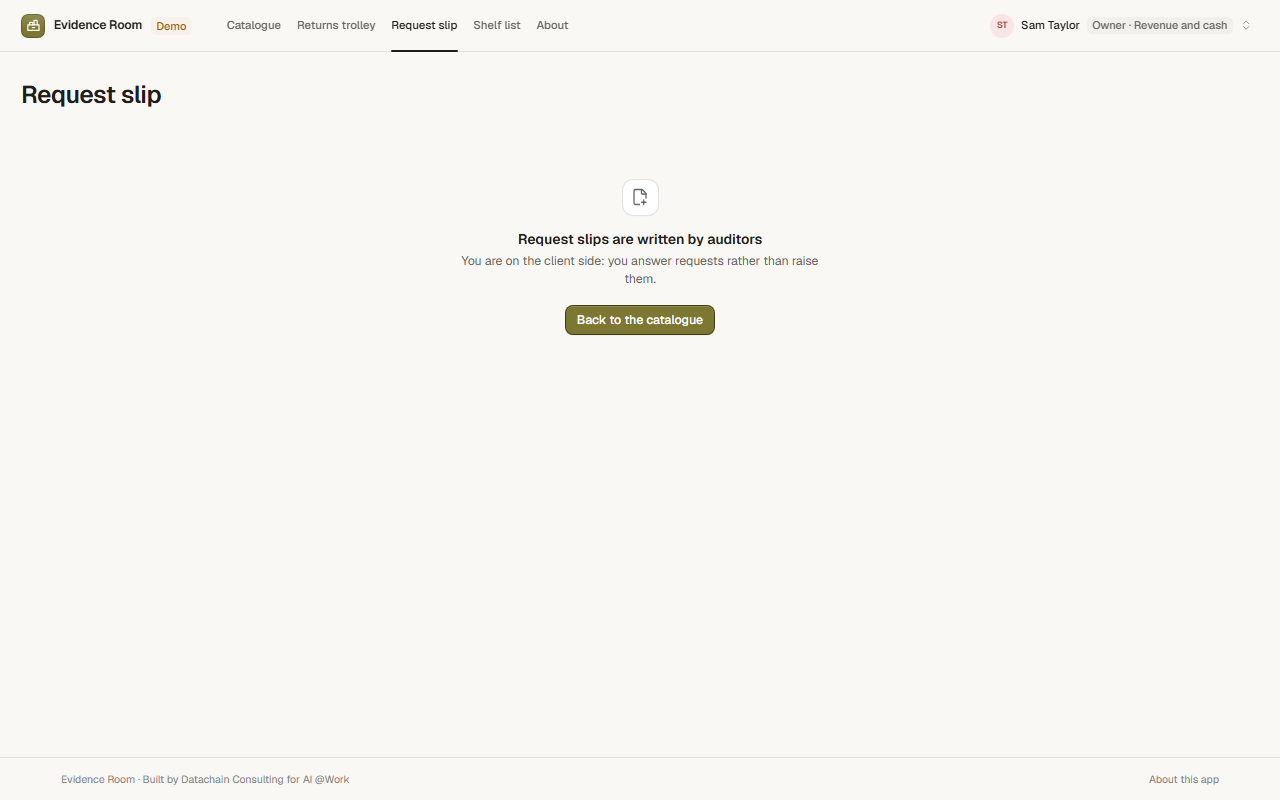 Evidence Room Demo Catalogue Returns trolley Request slip Shelf list About ST Sam Taylor Owner · Revenue and cash
Request slip
Request slips are written by auditors
You are on the client side: you answer requests rather than raise
them.
Back to the catalogue
Evidence Room · Built by Datachain Consulting for AI @Work About this app